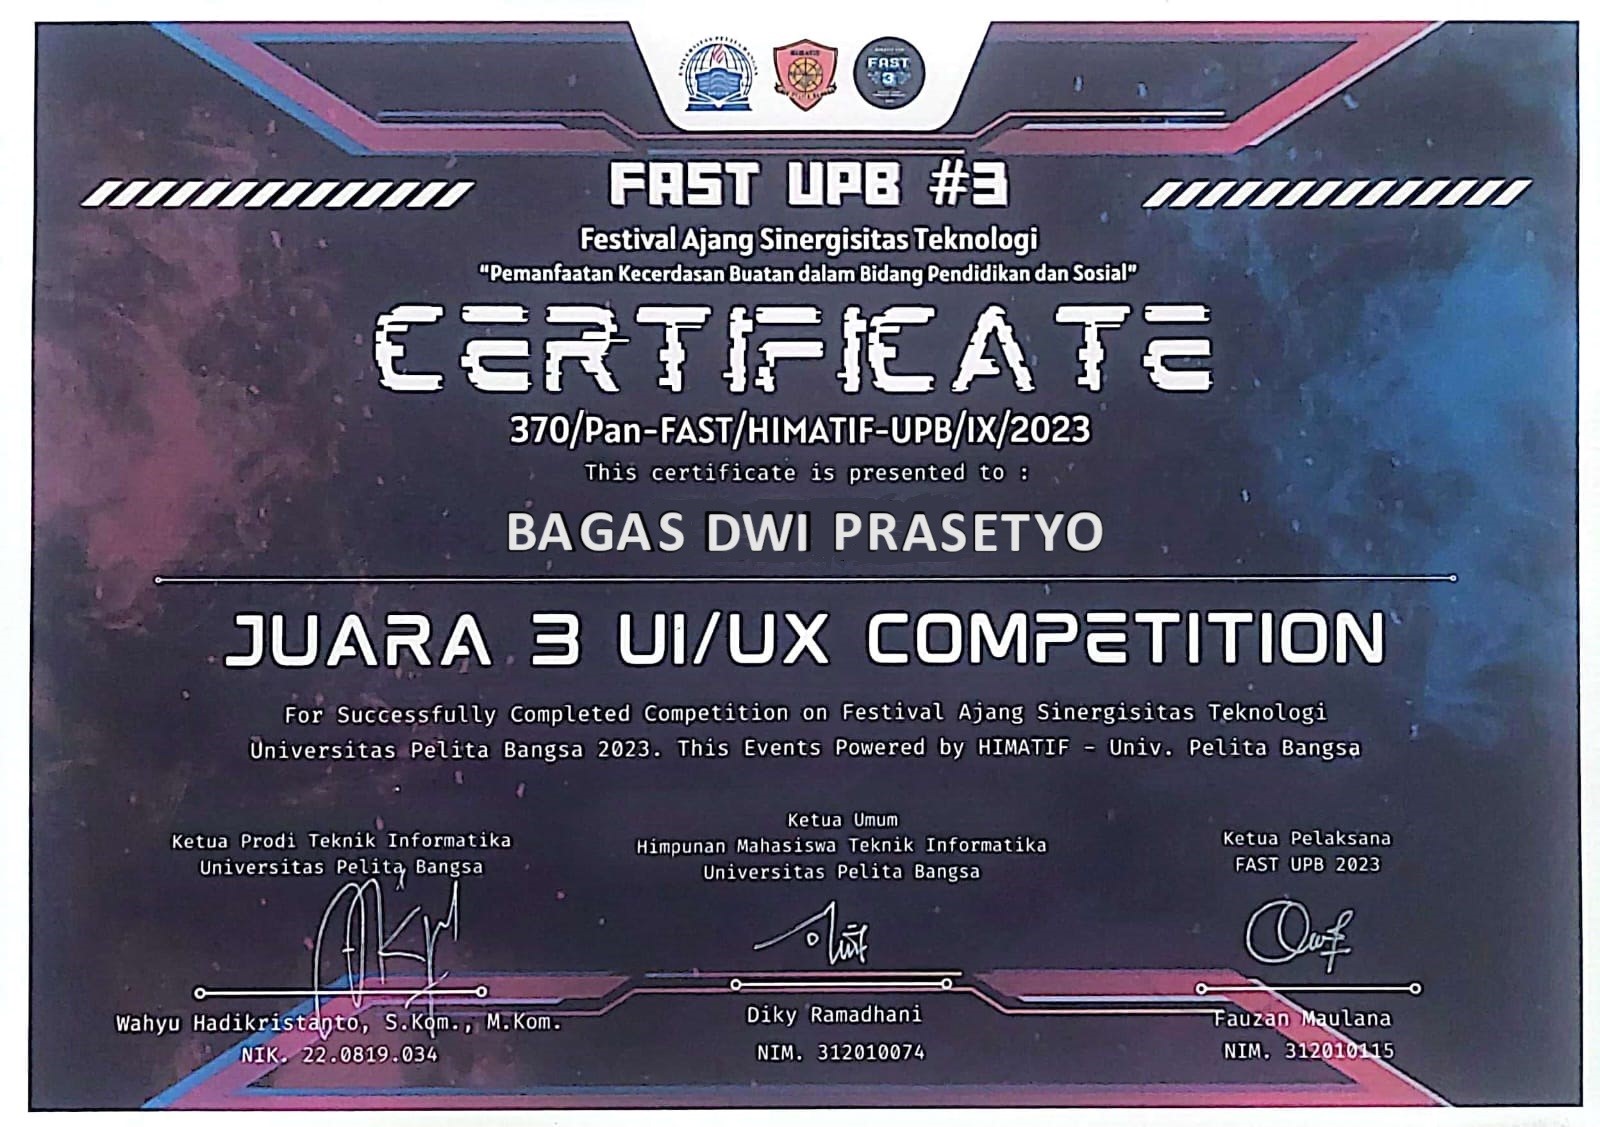 FAST
3
FAST UPB #3
Festival Ajang Sinergisitas Teknologi
"Pemanfaatan Kecerdasan Buatan dalam Bidang Pendidikan dan Sosial"
CERTIFICATE
370/Pan-FAST/HIMATIF-UPB/IX/2023
This certificate is presented to :
BAGAS DWI PRASETYO
JUARA 3 UI/UX COMPETITION
For Successfully Completed Competition on Festival Ajang Sinergisitas Teknologi
Universitas Pelita Bangsa 2023. This Events Powered by HIMATIF - Univ. Pelita Bangsa
Ketua Prodi Teknik Informatika
Universitas Pelita Bangsa
Wahyu Hadikristanto, S.Kom., M.Kom.
NIK. 22.0819.034
Ketua Umum
Himpunan Mahasiswa Teknik Informatika
Universitas Pelita Bangsa
Diky Ramadhani
NIM. 312010074
Ketua Pelaksana
FAST UPB 2023
Fauzan Maulana
NIM. 312010115